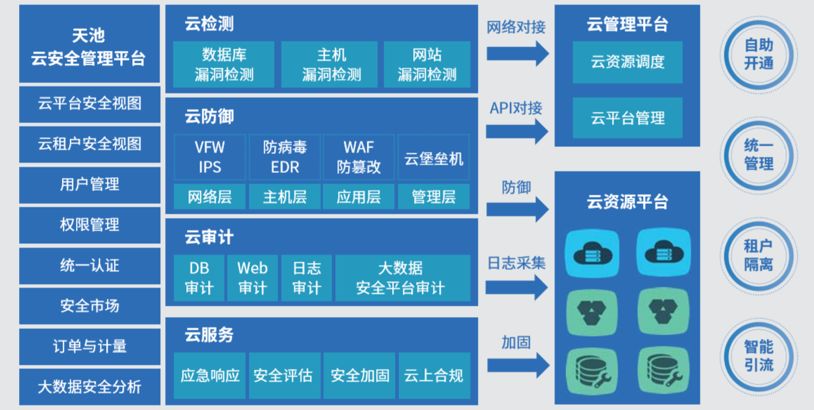 天池
云安全管理平台
云平台安全视图
云租户安全视图
用户管理
权限管理
统一认证
安全市场
订单与计量
大数据安全分析
云检测
数据库
漏洞检测
主机
漏洞检测
网站
漏洞检测
云防御
VFW
IPS
防病毒
EDR
WAF
防篡改
云堡垒机
网络层
主机层
应用层
管理层
云审计
DB
审计
Web
审计
日志
审计
大数据
安全平台审计
云服务
应急响应
安全评估
安全加固
云上合规
网络对接
API对接
防御
日志采集
加固
云管理平台
云资源调度
云平台管理
云资源平台
自助
开通
统一
管理
租户
隔离
智能
引流